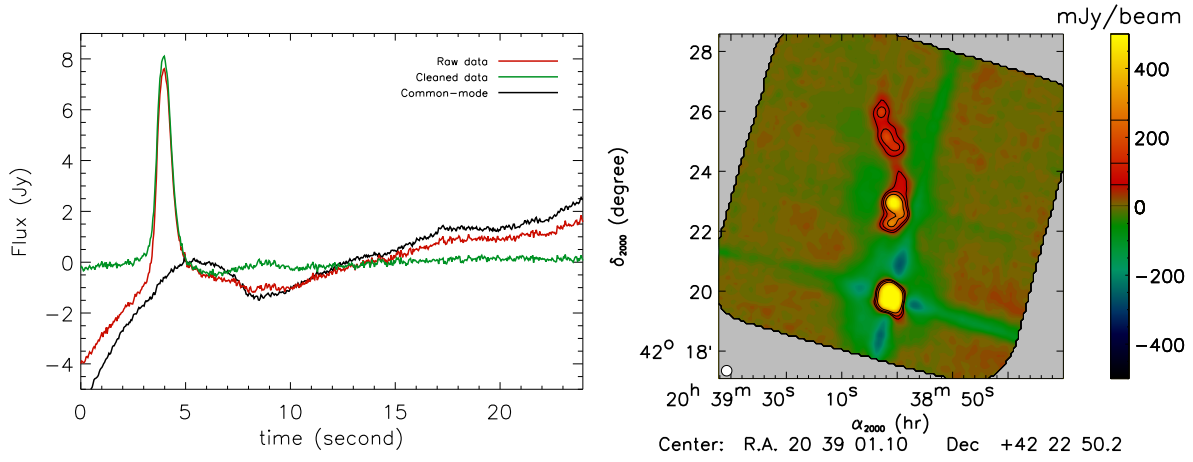 Raw data
Cleaned data
Common-mode
Flux (Jy)
8
6
4
2
0
-2
-4
0 5 10 15 20
time (second)
mJy/beam
400
200
0
-200
-400
δ2000 (degree)
28
26
24
22
20
42° 18'
20h 39m 30s 10s 38m 50s
α2000 (hr)
Center: R.A. 20 39 01.10 Dec +42 22 50.2